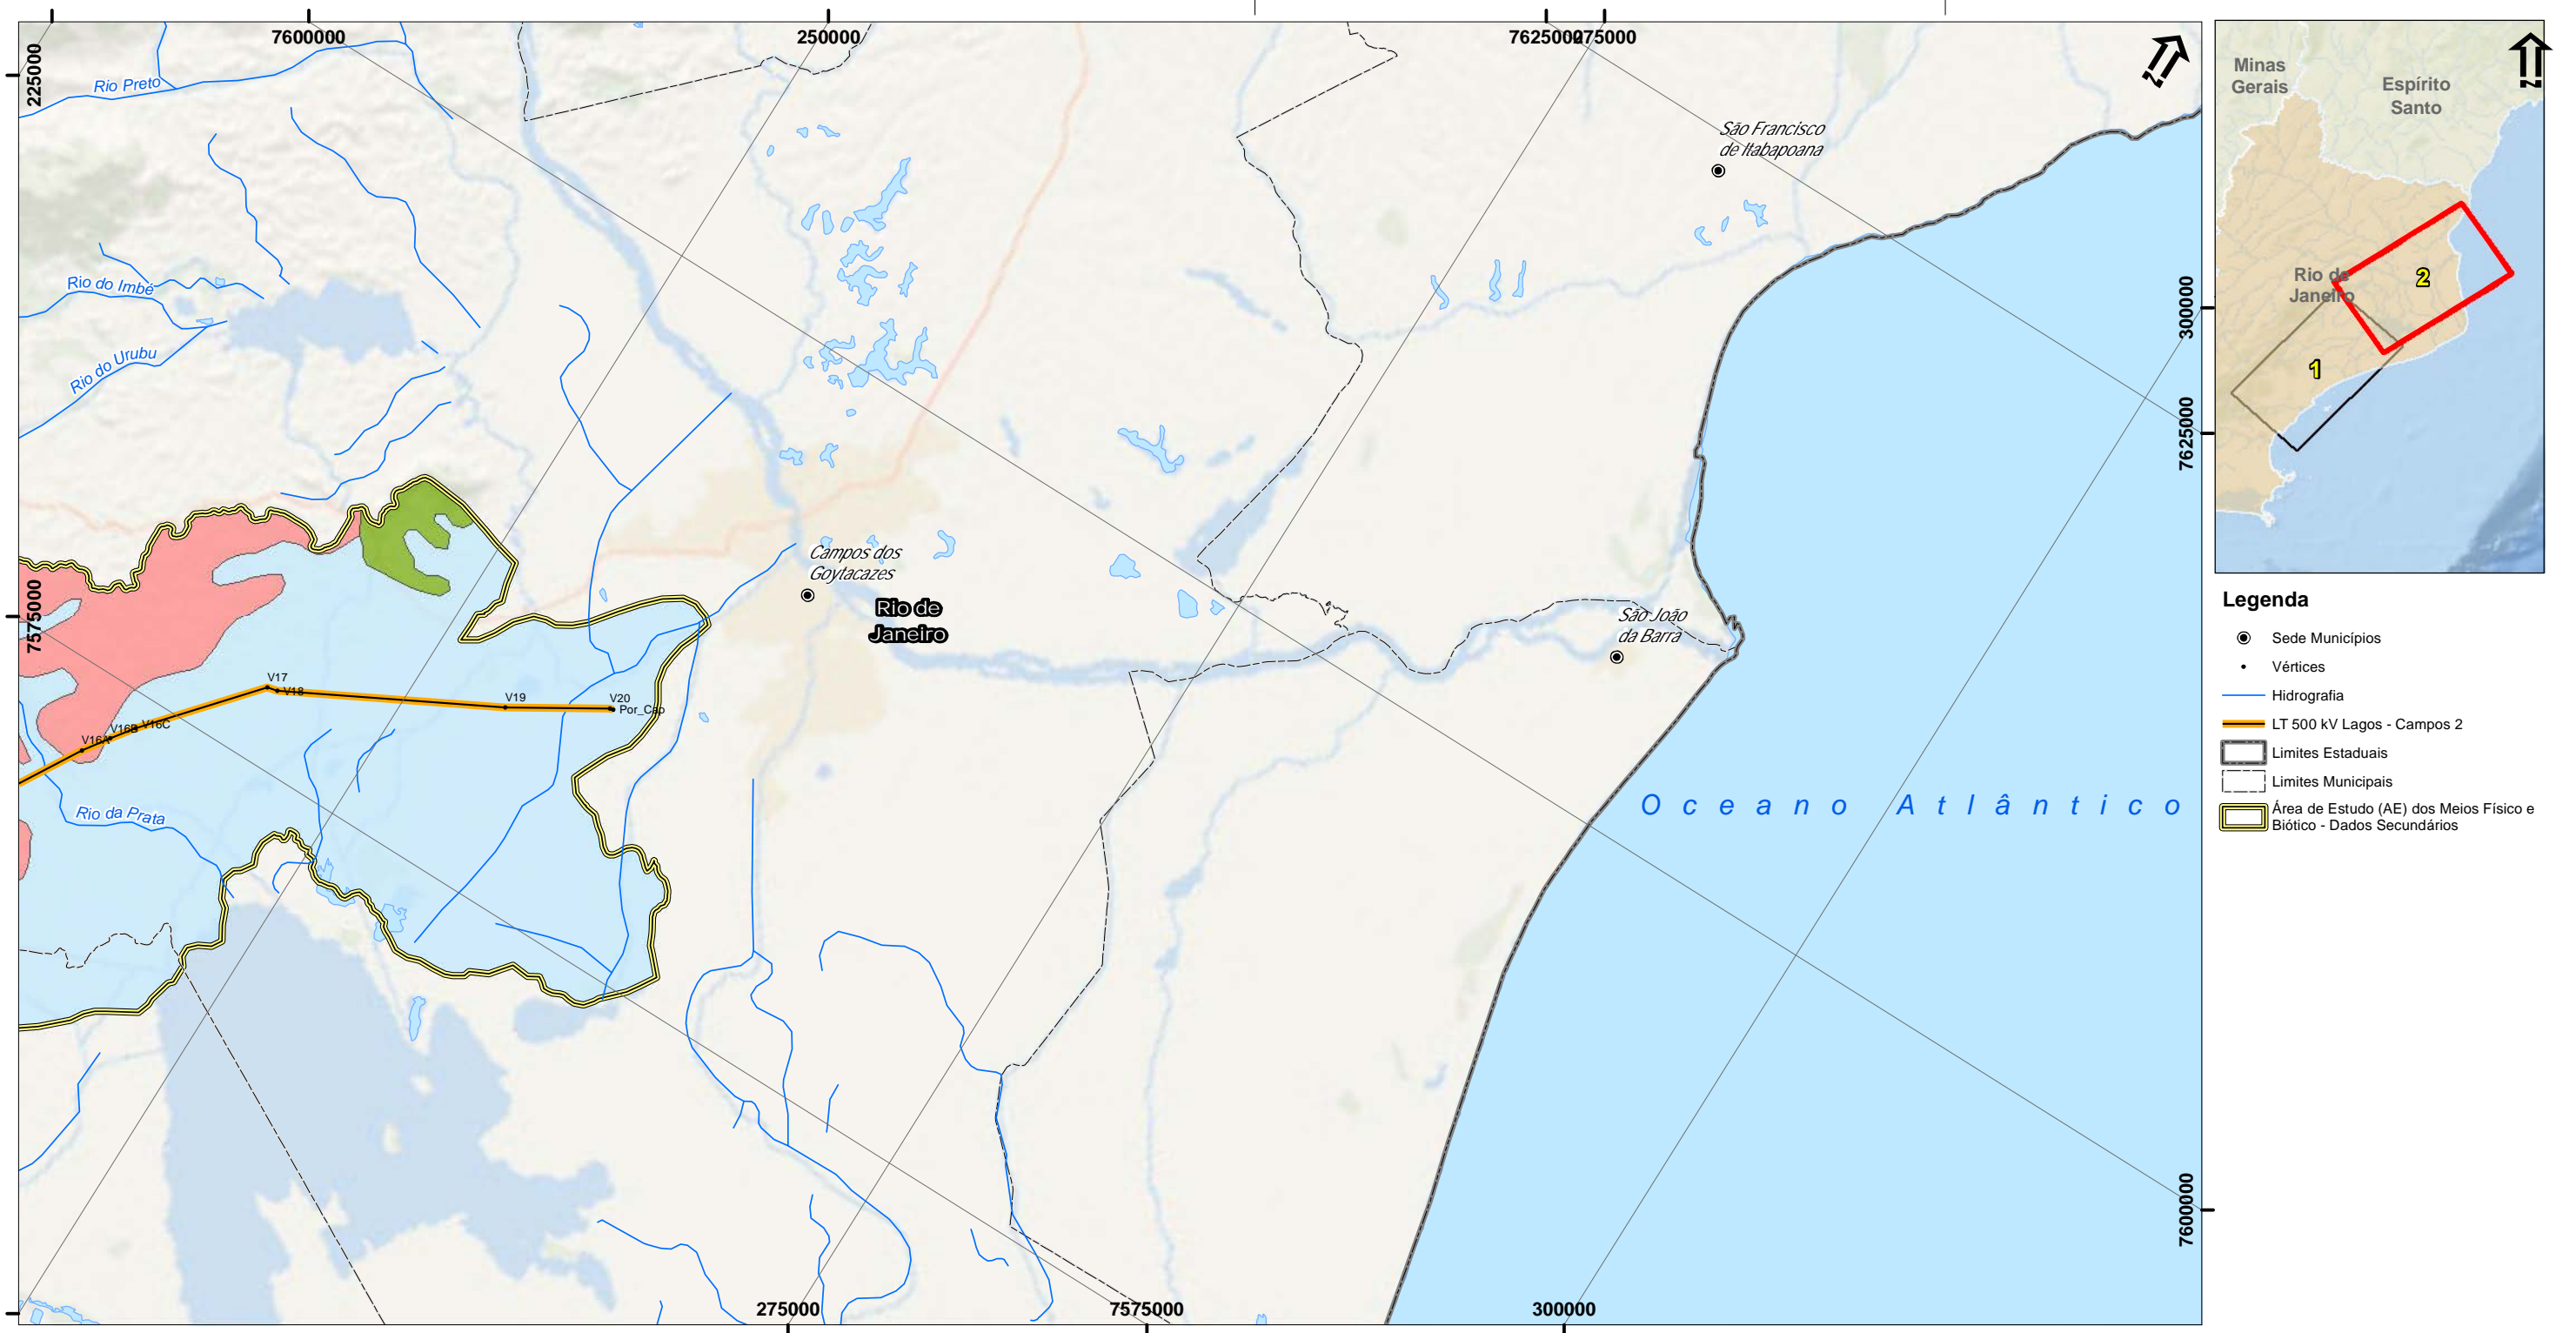 7600000
250000
7625000
275000
225000
Rio Preto
São Francisco
de Itabapoana
Rio do Imbé
Rio do Urubu
300000
7625000
Campos dos
Goytacazes
Rio de
Janeiro
São João
da Barra
7575000
V17
V18
V19
V20
Por_Cap
V16A
V16B
V16C
Rio da Prata
Oceano Atlântico
7600000
275000
7575000
300000
N
Minas
Gerais
Espírito
Santo
N
Rio de
Janeiro
2
1
Legenda
Sede Municípios
Vértices
Hidrografia
LT 500 kV Lagos - Campos 2
Limites Estaduais
Limites Municipais
Área de Estudo (AE) dos Meios Físico e
Biótico - Dados Secundários